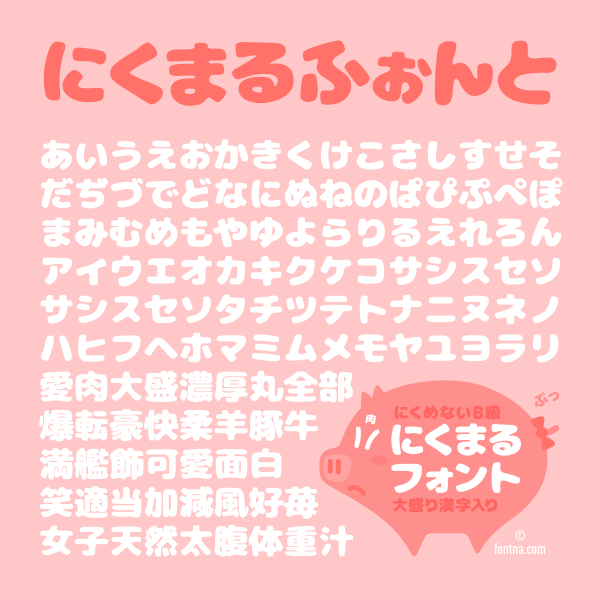 にくまるふぉんと
あいうえおかきくけこさしすせそ
だぢづでどなにぬねのぱぴぷぺぽ
まみむめもやゆよらりるえれろん
アイウエオカキクケコサシスセソ
サシスセソタチツテトナニヌネノ
ハヒフヘホマミムメモヤユヨラリ
愛肉大盛濃厚丸全部
爆転豪快柔羊豚牛
満艦飾可愛面白
笑適当加減風好苺
女子天然太腹体重汁
ぶっ
肉
にくめないB級
にくまる
フォント
大盛り漢字入り
©
fontna.com